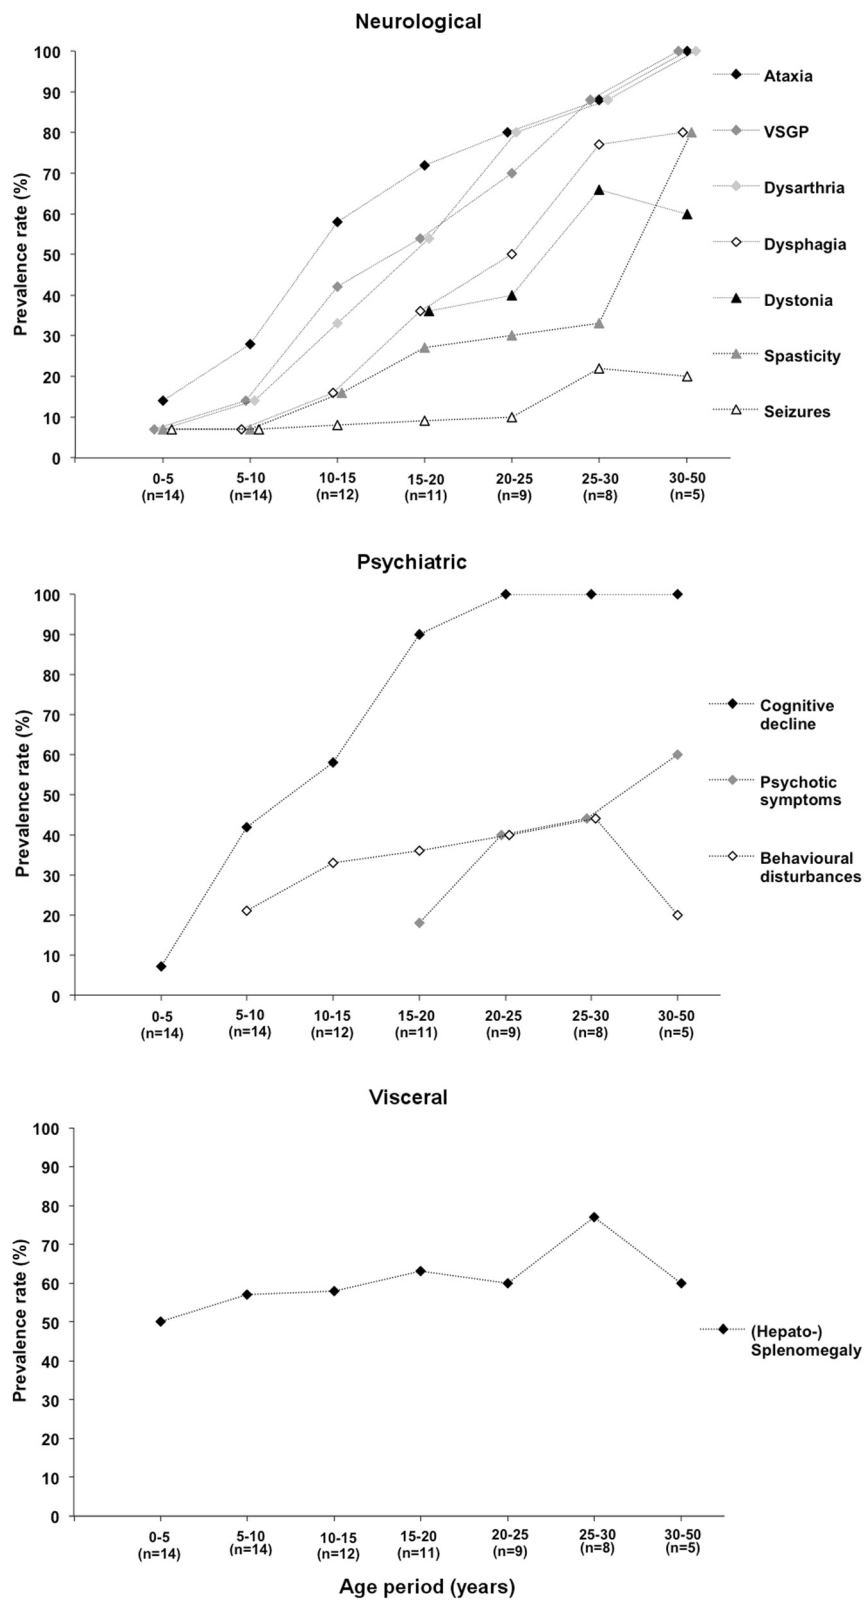 Neurological
Prevalence rate (%)
100
90
80
70
60
50
40
30
20
10
0
0-5 5-10 10-15 15-20 20-25 25-30 30-50
(n=14) (n=14) (n=12) (n=11) (n=9) (n=8) (n=5)
Ataxia
VSGP
Dysarthria
Dysphagia
Dystonia
Spasticity
Seizures
Psychiatric
Prevalence rate (%)
100
90
80
70
60
50
40
30
20
10
0
0-5 5-10 10-15 15-20 20-25 25-30 30-50
(n=14) (n=14) (n=12) (n=11) (n=9) (n=8) (n=5)
Cognitive
decline
Psychotic
symptoms
Behavioural
disturbances
Visceral
Prevalence rate (%)
100
90
80
70
60
50
40
30
20
10
0
0-5 5-10 10-15 15-20 20-25 25-30 30-50
(n=14) (n=14) (n=12) (n=11) (n=9) (n=8) (n=5)
(Hepato-)
Splenomegaly
Age period (years)